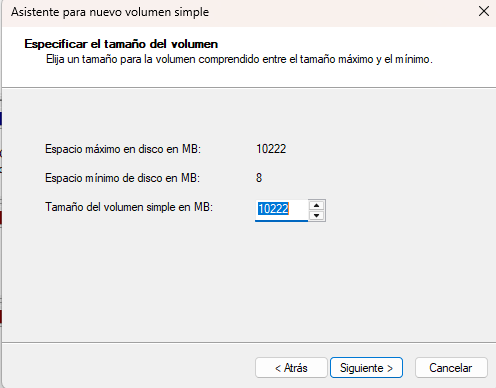 Asistente para nuevo volumen simple
Especificar el tamaño del volumen
Elija un tamaño para la volumen comprendido entre el tamaño máximo y el mínimo.
Espacio máximo en disco en MB: 10222
Espacio mínimo de disco en MB: 8
Tamaño del volumen simple en MB: 10222
< Atrás Siguiente > Cancelar